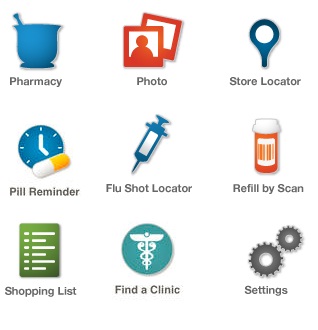 Pharmacy
Photo
Store Locator
Pill Reminder
Flu Shot Locator
Refill by Scan
Shopping List
Find a Clinic
Settings